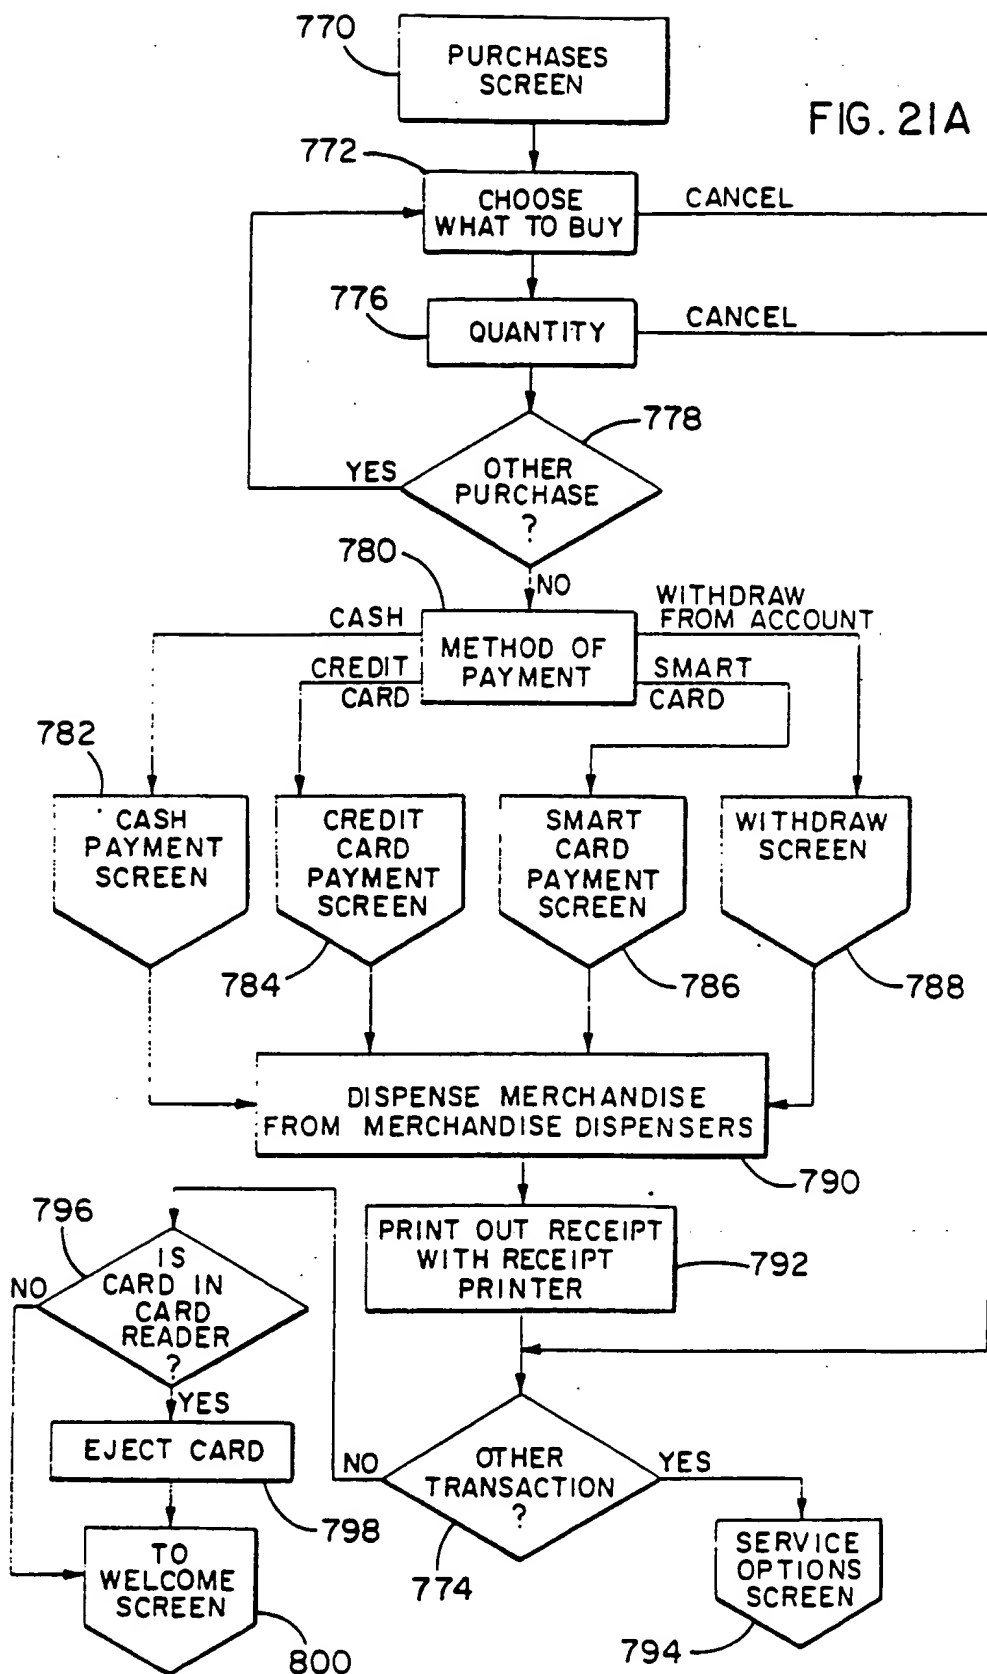 770
PURCHASES
SCREEN
FIG. 21A
772
CHOOSE
WHAT TO BUY
CANCEL
776
QUANTITY
CANCEL
778
YES
OTHER
PURCHASE
?
780
NO
CASH
METHOD OF
PAYMENT
WITHDRAW
FROM ACCOUNT
CREDIT
CARD
SMART
CARD
782
CASH
PAYMENT
SCREEN
CREDIT
CARD
PAYMENT
SCREEN
SMART
CARD
PAYMENT
SCREEN
WITHDRAW
SCREEN
784
786
788
DISPENSE MERCHANDISE
FROM MERCHANDISE DISPENSERS
790
796
IS
CARD IN
CARD
READER
?
NO
PRINT OUT RECEIPT
WITH RECEIPT
PRINTER
792
YES
EJECT CARD
NO
OTHER
TRANSACTION
?
YES
798
774
TO
WELCOME
SCREEN
SERVICE
OPTIONS
SCREEN
800
794